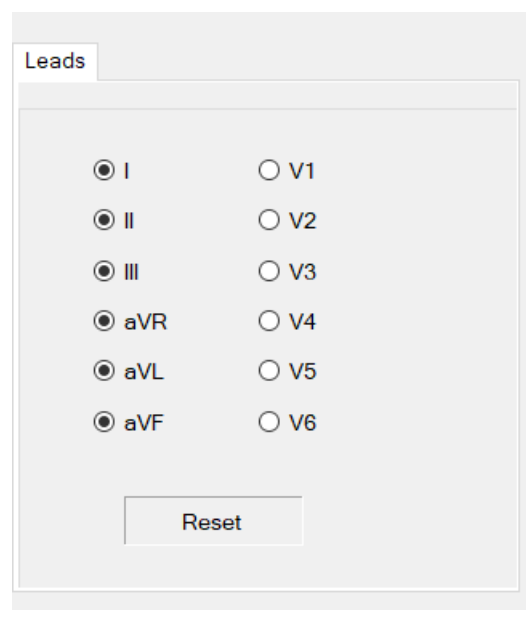 Leads
I V1
II V2
III V3
aVR V4
aVL V5
aVF V6
Reset